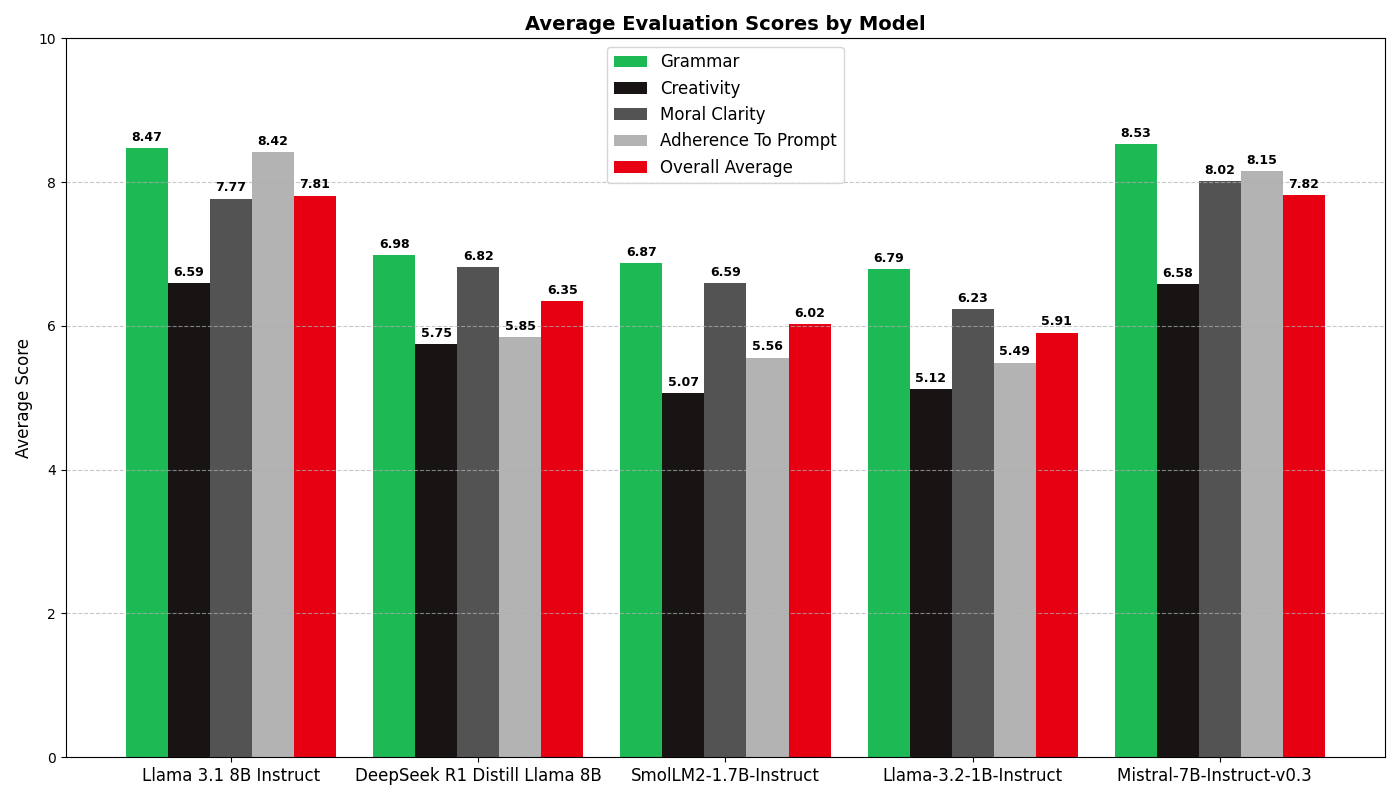 Average Evaluation Scores by Model
10
8
6
4
2
0
Average Score
Grammar
Creativity
Moral Clarity
Adherence To Prompt
Overall Average
8.47
6.59
7.77
8.42
7.81
6.98
5.75
6.82
5.85
6.35
6.87
5.07
6.59
5.56
6.02
6.79
5.12
6.23
5.49
5.91
8.53
6.58
8.02
8.15
7.82
Llama 3.1 8B Instruct
DeepSeek R1 Distill Llama 8B
SmolLM2-1.7B-Instruct
Llama-3.2-1B-Instruct
Mistral-7B-Instruct-v0.3